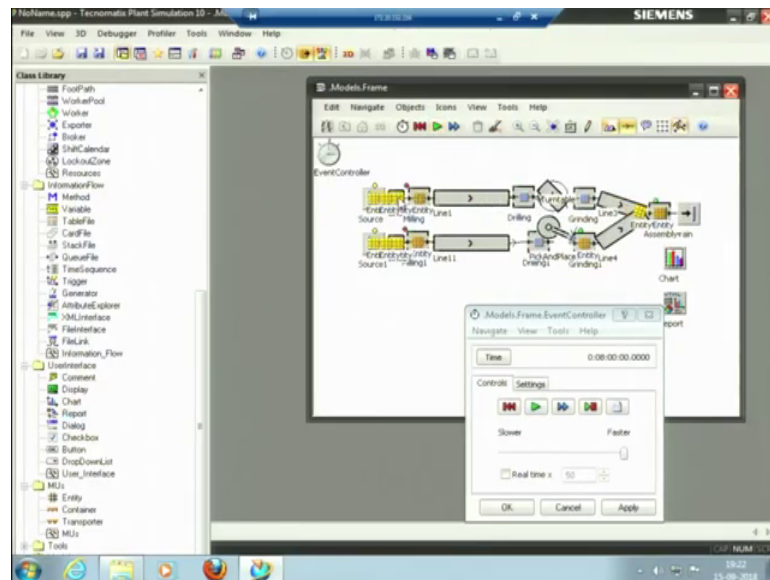 NoName.spp - Tecnomatix Plant Simulation 10 - .M
SIEMENS
File View 3D Debugger Profiler Tools Window Help
Class Library
FootPath
WorkerPool
Worker
Exporter
Broker
ShiftCalendar
LockoutZone
Resources
InformationFlow
Method
Variable
TableFile
CardFile
StackFile
QueueFile
TimeSequence
Trigger
Generator
AttributeExplorer
XMLInterface
FileInterface
FileLink
Information_Flow
UserInterface
Comment
Display
Chart
Report
Dialog
Checkbox
Button
DropDownList
User_Interface
MUs
Entity
Container
Transporter
MUs
Tools
.Models.Frame
Edit Navigate Objects Icons View Tools Help
EventController
Source
Milling
Line1
Drilling
Turntable
Grinding
Line3
Entity Entity
Assembly
Source1
Line11
PickAndPlace
Grinding1
Line4
Chart
.Models.Frame.EventController
Navigate View Tools Help
Time
0:08:00:00.0000
Controls Settings
Slower
Faster
Real time x
50
OK Cancel Apply
CAP NUM SCR
19:22
15-09-2018